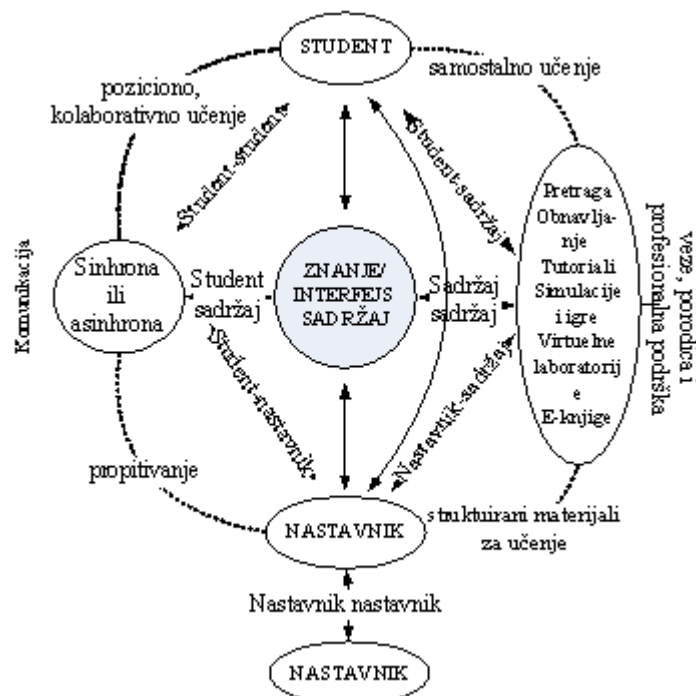 STUDENT
poziciono,
kolaborativno učenje
samostalno učenje
Student-student
Student-sadržaj
Komunikacija
Sinhrona
ili
asinhrona
Student
sadržaj
ZNANJE/
INTERFEJS
SADRŽAJ
Sadržaj
sadržaj
Pretraga
Obnavlja-
nje
Tutoriali
Simulacije
i igre
Virtuelne
laboratorij
e
E-knjige
veze, porodica i
profesionalna podrška
Student-nastavnik
Nastavnik-sadržaj
propitivanje
NASTAVNIK
struktuirani materijali
za učenje
Nastavnik nastavnik
NASTAVNIK